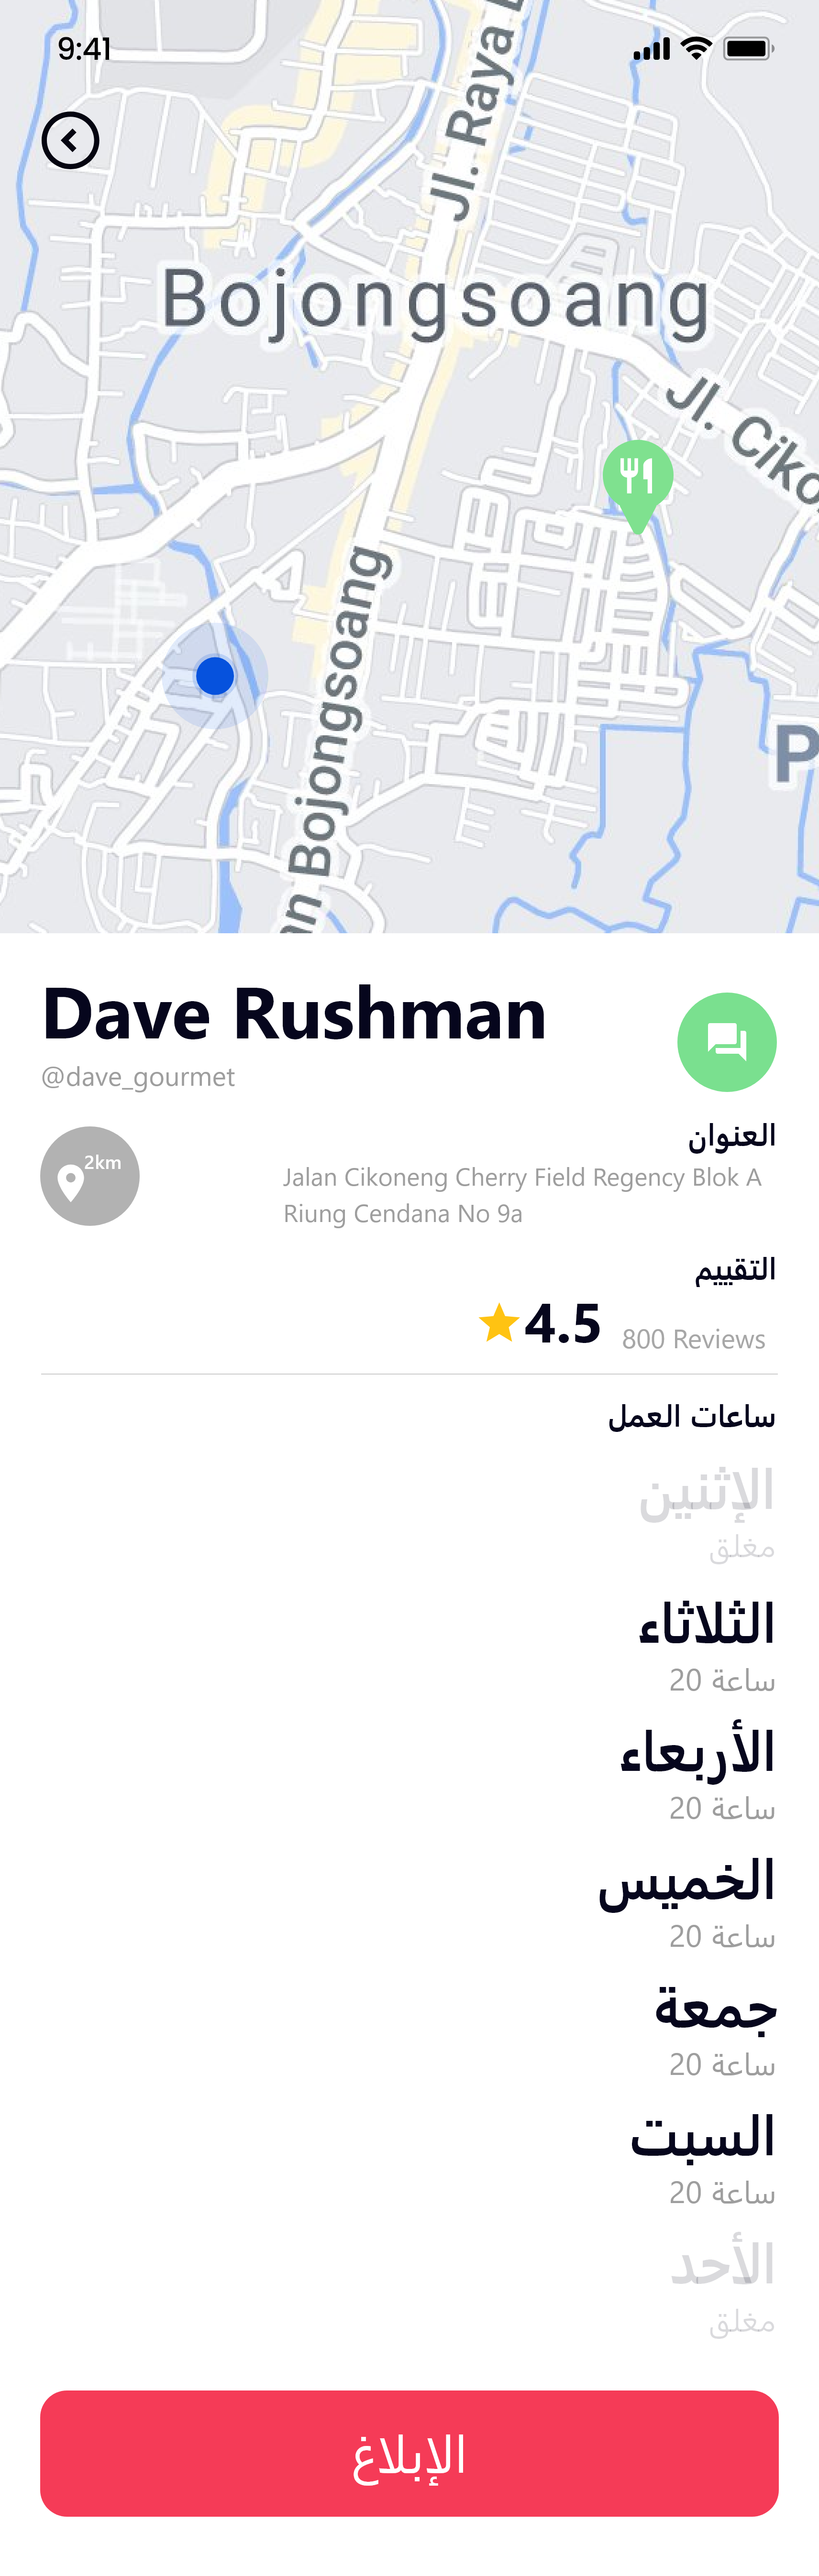 9:41
Jl. Raya
Bojongsoang
Jl.
Bojongsoang
P
Dave Rushman
@dave_gourmet
العنوان
2km
Jalan Cikoneng Cherry Field Regency Blok A
Riung Cendana No 9a
التقييم
4.5 800 Reviews
ساعات العمل
الإثنين
مغلق
الثلاثاء
20 ساعة
الأربعاء
20 ساعة
الخميس
20 ساعة
جمعة
20 ساعة
السبت
20 ساعة
الأحد
مغلق
الإبلاغ